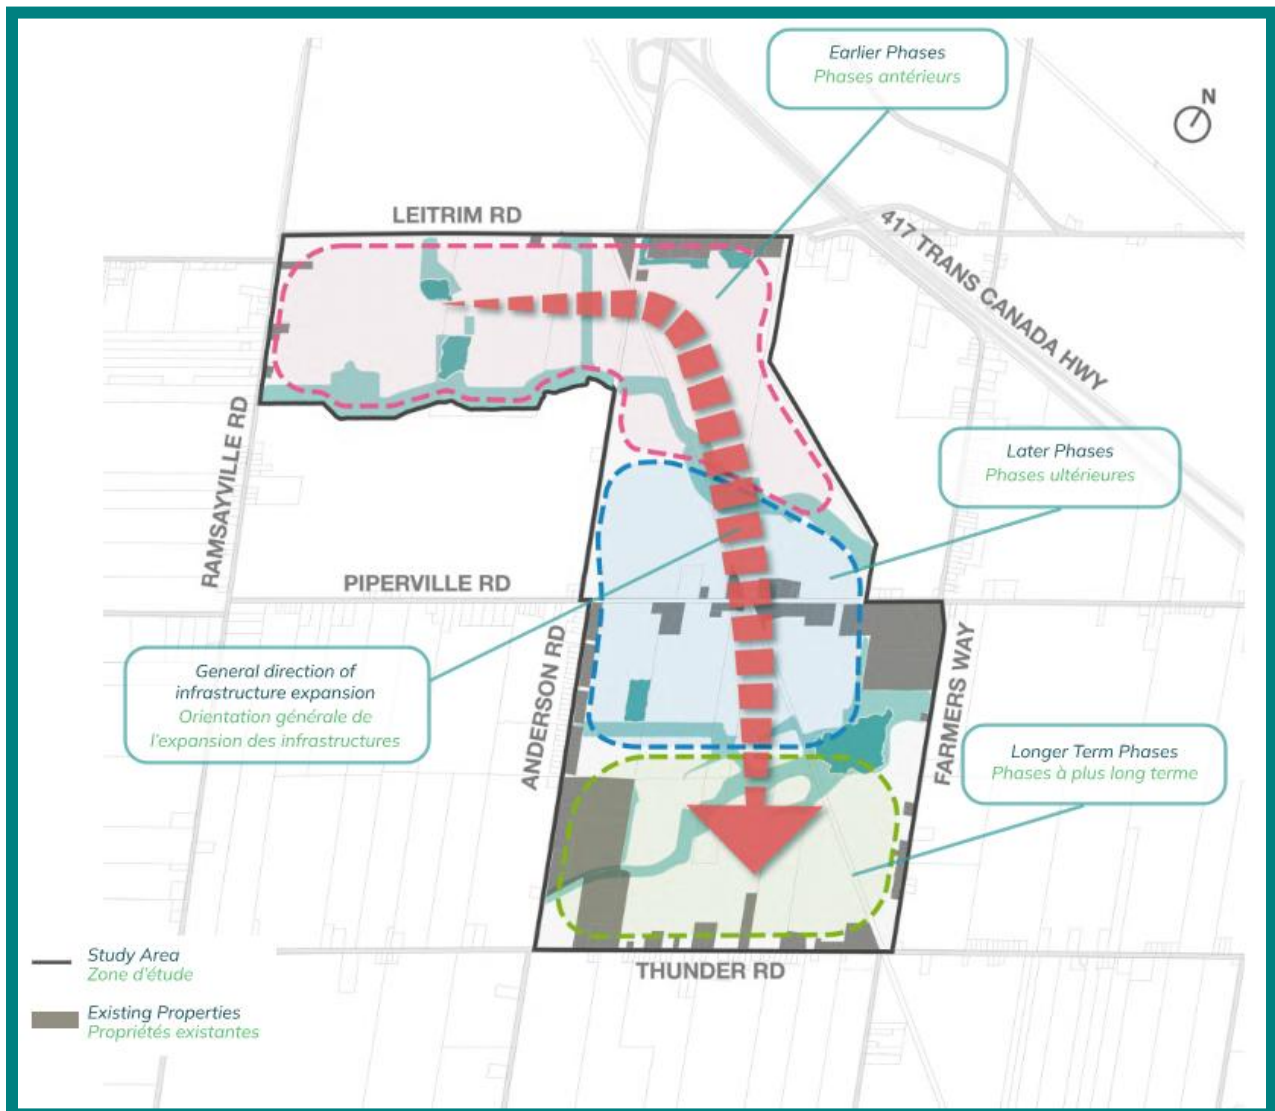 Earlier Phases
Phases antérieurs
N
LEITRIM RD
417 TRANS CANADA HWY
RAMSAYVILLE RD
Later Phases
Phases ultérieures
PIPERVILLE RD
General direction of
infrastructure expansion
Orientation générale de
l'expansion des infrastructures
ANDERSON RD
FARMERS WAY
Longer Term Phases
Phases à plus long terme
THUNDER RD
Study Area
Zone d'étude
Existing Properties
Propriétés existantes